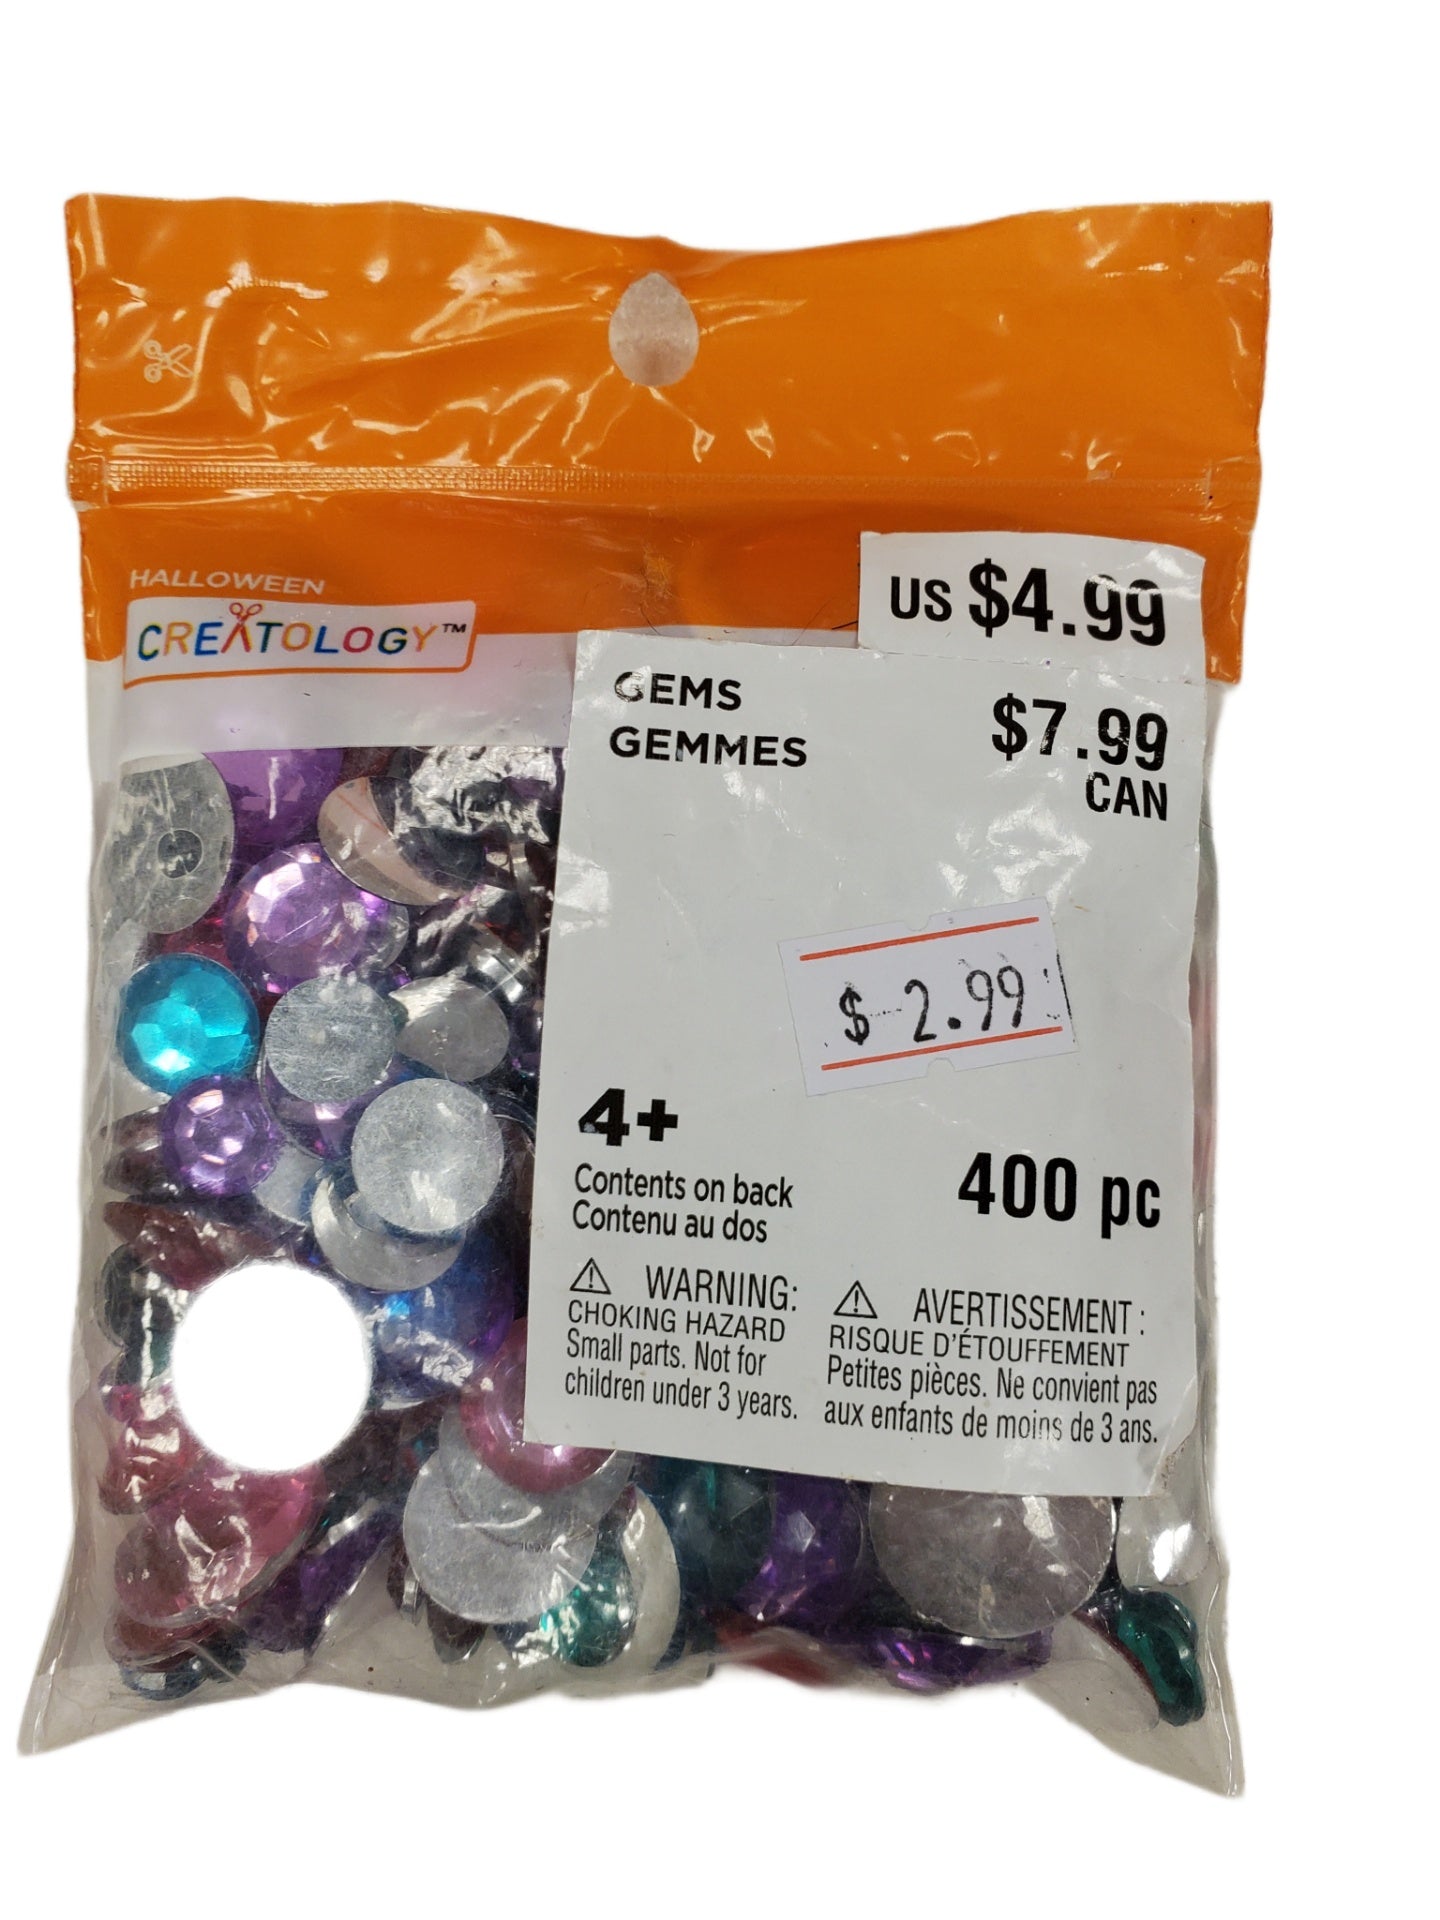 HALLOWEEN
CREATOLOGY™
US $4.99
GEMS
GEMMES
$7.99
CAN
$ 2.99
4+
Contents on back
Contenu au dos
400 pc
⚠ WARNING:
CHOKING HAZARD
Small parts. Not for
children under 3 years.
⚠ AVERTISSEMENT :
RISQUE D'ÉTOUFFEMENT
Petites pièces. Ne convient pas
aux enfants de moins de 3 ans.